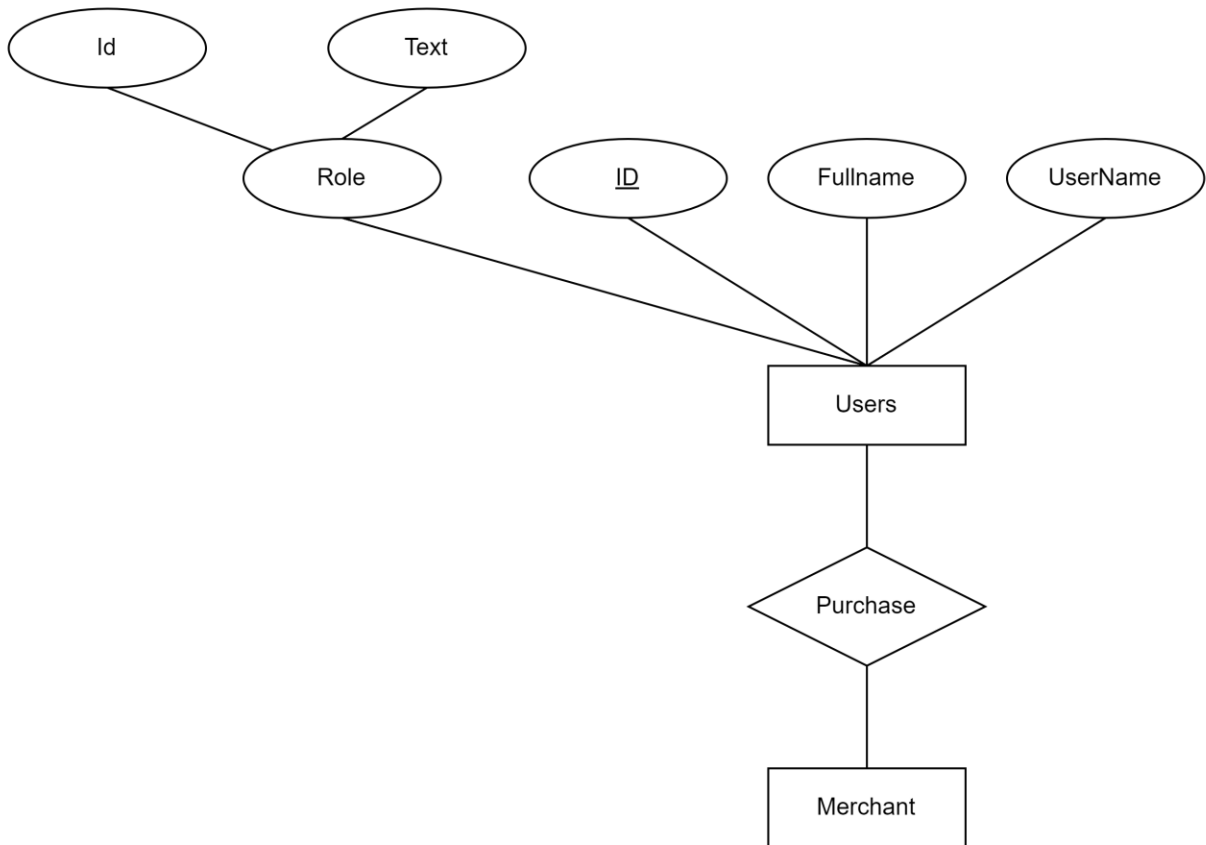 Id
Text
Role
ID
Fullname
UserName
Users
Purchase
Merchant